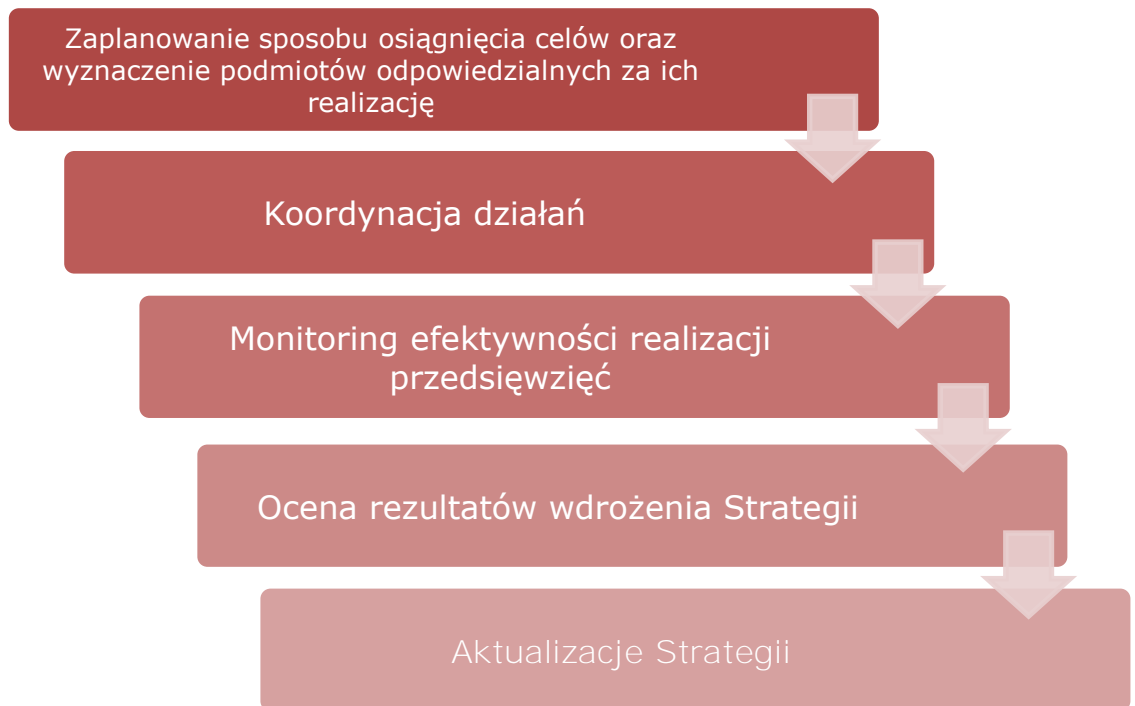 Zaplanowanie sposobu osiągnięcia celów oraz
wyznaczenie podmiotów odpowiedzialnych za ich
realizację
Koordynacja działań
Monitoring efektywności realizacji
przedsięwzięć
Ocena rezultatów wdrożenia Strategii
Aktualizacje Strategii